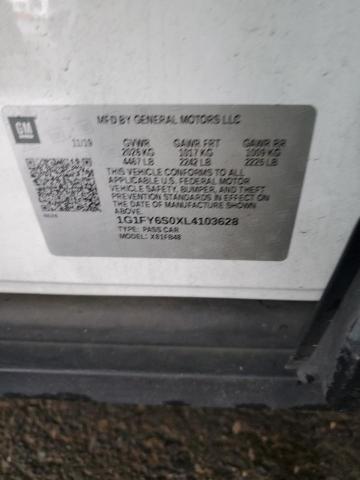 GM
MFD BY GENERAL MOTORS LLC
11/19 GVWR GAWR FRT GAWR RR
2026 KG 1017 KG 1009 KG
4467 LB 2242 LB 2225 LB
THIS VEHICLE CONFORMS TO ALL
APPLICABLE U.S. FEDERAL MOTOR
VEHICLE SAFETY, BUMPER, AND THEFT
PREVENTION STANDARDS IN EFFECT ON
THE DATE OF MANUFACTURE SHOWN ABOVE.
1G1FY6S0XL4103628
TYPE: PASS CAR
MODEL: X81FB48